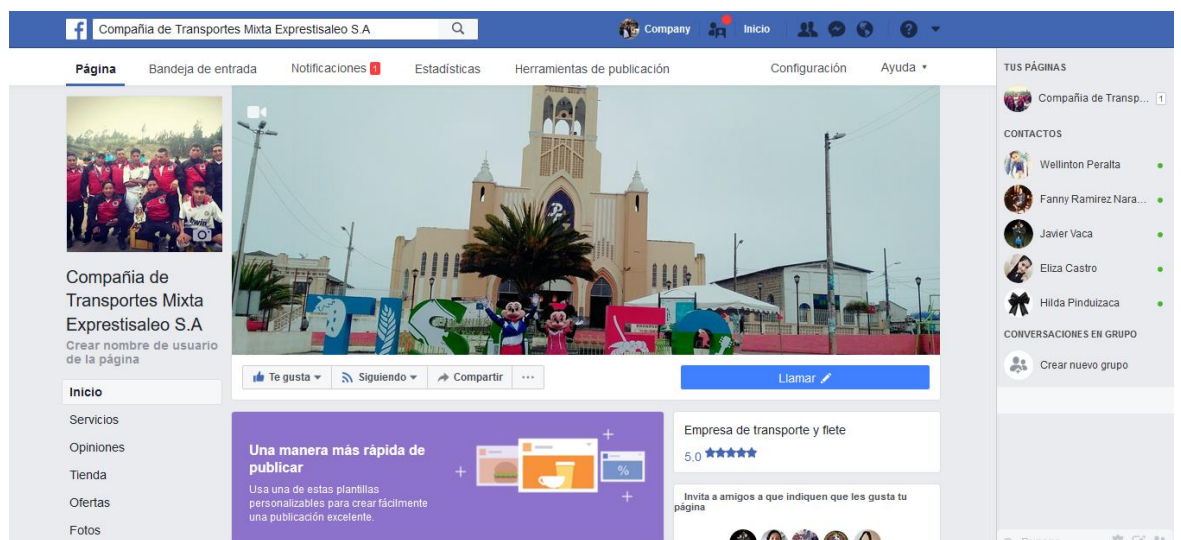 Compañia de Transportes Mixta Exprestisaleo S.A
Company
Inicio
Página
Bandeja de entrada
Notificaciones 1
Estadísticas
Herramientas de publicación
Configuración
Ayuda
Compañia de
Transportes Mixta
Exprestisaleo S.A
Crear nombre de usuario
de la página
Inicio
Servicios
Opiniones
Tienda
Ofertas
Fotos
TIS
EO
Te gusta
Siguiendo
Compartir
Llamar
Una manera más rápida de
publicar
Usa una de estas plantillas
personalizables para crear fácilmente
una publicación excelente.
%
Empresa de transporte y flete
5.0
Invita a amigos a que indiquen que les gusta tu
página
TUS PÁGINAS
Compañia de Transp... 1
CONTACTOS
Wellinton Peralta
Fanny Ramirez Nara...
Javier Vaca
Eliza Castro
Hilda Pinduizaca
CONVERSACIONES EN GRUPO
Crear nuevo grupo